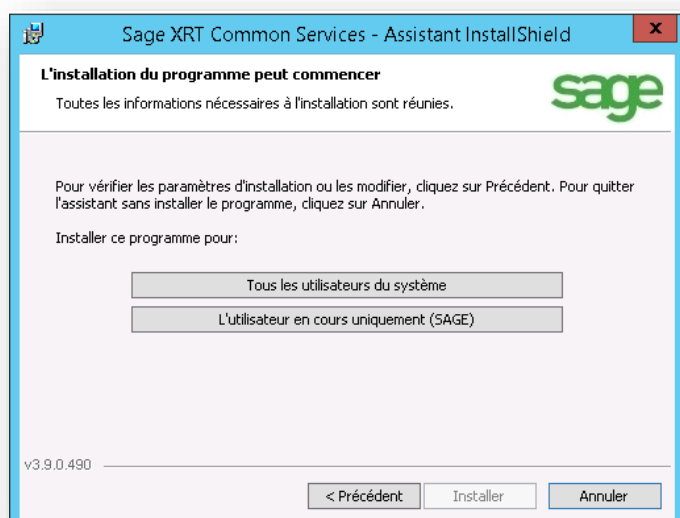 Sage XRT Common Services - Assistant InstallShield
x
L'installation du programme peut commencer
Toutes les informations nécessaires à l'installation sont réunies.
sage
Pour vérifier les paramètres d'installation ou les modifier, cliquez sur Précédent. Pour quitter
l'assistant sans installer le programme, cliquez sur Annuler.
Installer ce programme pour:
Tous les utilisateurs du système
L'utilisateur en cours uniquement (SAGE)
v3.9.0.490
< Précédent
Installer
Annuler